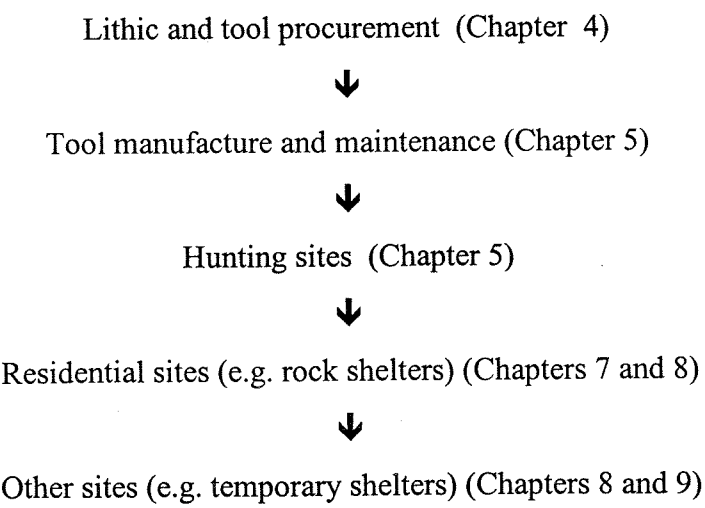 Lithic and tool procurement (Chapter 4)
↓
Tool manufacture and maintenance (Chapter 5)
↓
Hunting sites (Chapter 5)
↓
Residential sites (e.g. rock shelters) (Chapters 7 and 8)
↓
Other sites (e.g. temporary shelters) (Chapters 8 and 9)